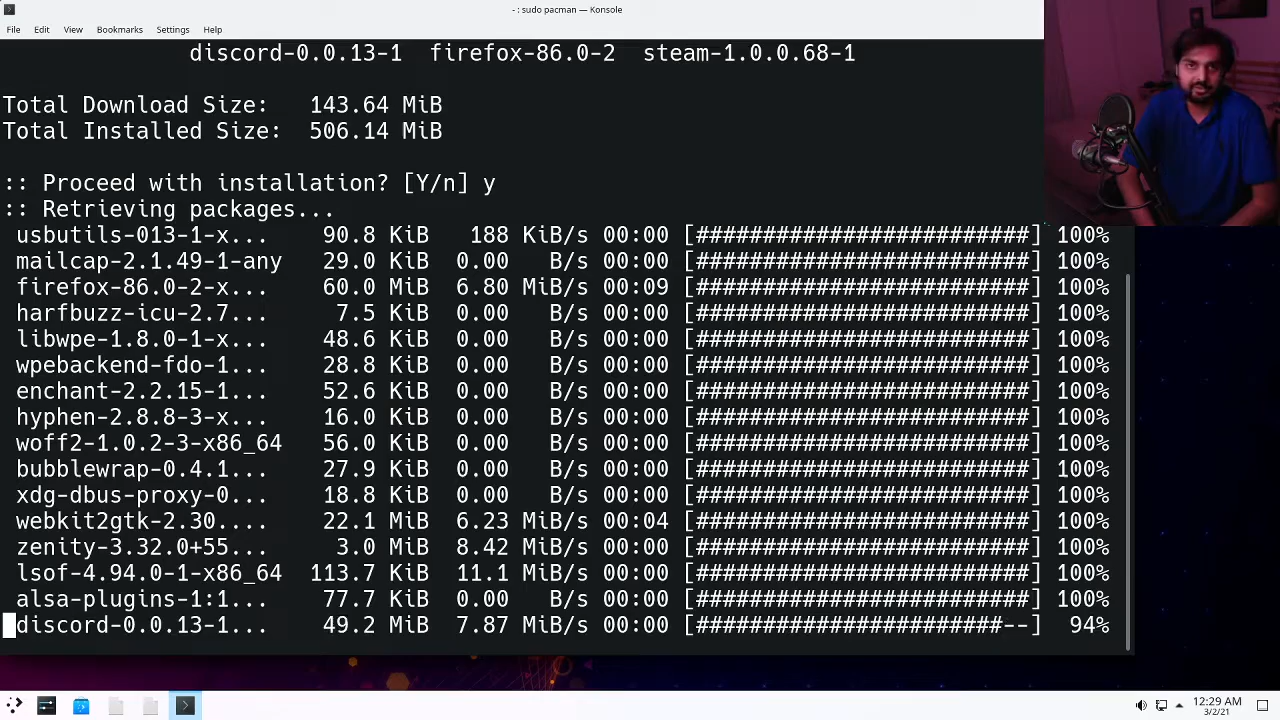 - : sudo pacman — Konsole
File Edit View Bookmarks Settings Help
discord-0.0.13-1 firefox-86.0-2 steam-1.0.0.68-1
Total Download Size: 143.64 MiB
Total Installed Size: 506.14 MiB
:: Proceed with installation? [Y/n] y
:: Retrieving packages...
usbutils-013-1-x... 90.8 KiB 188 KiB/s 00:00 [#########################] 100%
mailcap-2.1.49-1-any 29.0 KiB 0.00 B/s 00:00 [#########################] 100%
firefox-86.0-2-x... 60.0 MiB 6.80 MiB/s 00:09 [#########################] 100%
harfbuzz-icu-2.7... 7.5 KiB 0.00 B/s 00:00 [#########################] 100%
libwpe-1.8.0-1-x... 48.6 KiB 0.00 B/s 00:00 [#########################] 100%
wpebackend-fdo-1... 28.8 KiB 0.00 B/s 00:00 [#########################] 100%
enchant-2.2.15-1... 52.6 KiB 0.00 B/s 00:00 [#########################] 100%
hyphen-2.8.8-3-x... 16.0 KiB 0.00 B/s 00:00 [#########################] 100%
woff2-1.0.2-3-x86_64 56.0 KiB 0.00 B/s 00:00 [#########################] 100%
bubblewrap-0.4.1... 27.9 KiB 0.00 B/s 00:00 [#########################] 100%
xdg-dbus-proxy-0... 18.8 KiB 0.00 B/s 00:00 [#########################] 100%
webkit2gtk-2.30.... 22.1 MiB 6.23 MiB/s 00:04 [#########################] 100%
zenity-3.32.0+55... 3.0 MiB 8.42 MiB/s 00:00 [#########################] 100%
lsof-4.94.0-1-x86_64 113.7 KiB 11.1 MiB/s 00:00 [#########################] 100%
alsa-plugins-1:1... 77.7 KiB 0.00 B/s 00:00 [#########################] 100%
discord-0.0.13-1... 49.2 MiB 7.87 MiB/s 00:00 [#######################--] 94%
12:29 AM
3/2/21